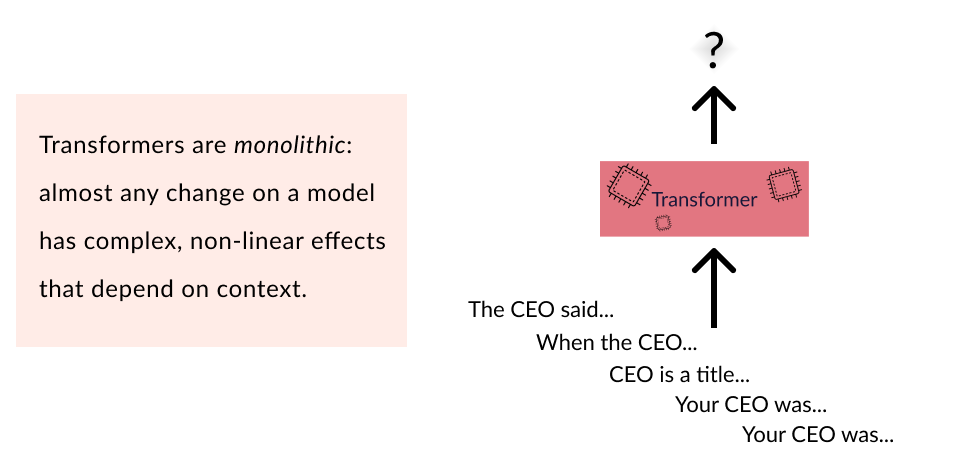 Transformers are monolithic:
almost any change on a model
has complex, non-linear effects
that depend on context.
?
Transformer
The CEO said...
When the CEO...
CEO is a title...
Your CEO was...
Your CEO was...